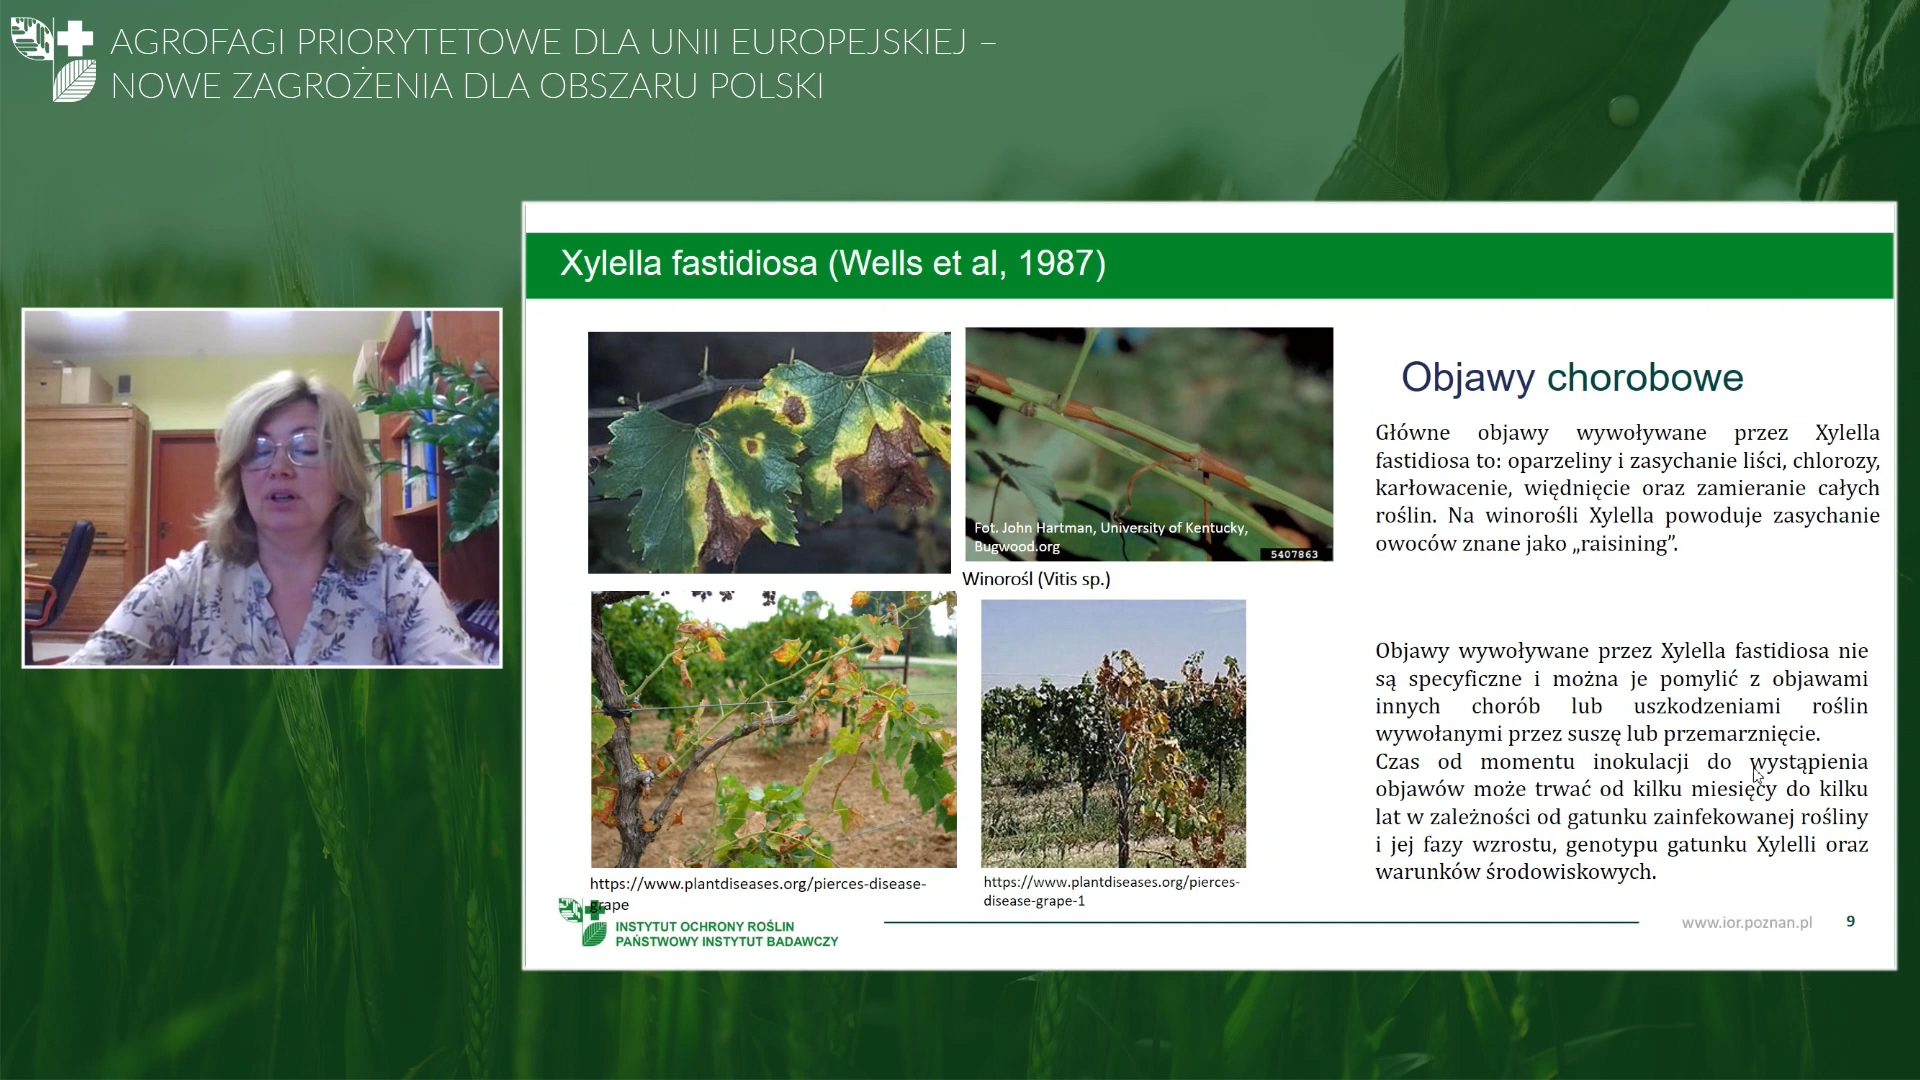 AGROFAGI PRIORYTETOWE DLA UNII EUROPEJSKIEJ –
NOWE ZAGROŻENIA DLA OBSZARU POLSKI
Xylella fastidiosa (Wells et al, 1987)
Fot. John Hartman, University of Kentucky,
Bugwood.org
5407863
Winorośl (Vitis sp.)
https://www.plantdiseases.org/pierces-disease-
grape
https://www.plantdiseases.org/pierces-
disease-grape-1
Objawy chorobowe
Główne objawy wywoływane przez Xylella
fastidiosa to: oparzeliny i zasychanie liści, chlorozy,
karłowacenie, więdnięcie oraz zamieranie całych
roślin. Na winorośli Xylella powoduje zasychanie
owoców znane jako „raisining”.
Objawy wywoływane przez Xylella fastidiosa nie
są specyficzne i można je pomylić z objawami
innych chorób lub uszkodzeniami roślin
wywołanymi przez suszę lub przemarznięcie.
Czas od momentu inokulacji do wystąpienia
objawów może trwać od kilku miesięcy do kilku
lat w zależności od gatunku zainfekowanej rośliny
i jej fazy wzrostu, genotypu gatunku Xylelli oraz
warunków środowiskowych.
INSTYTUT OCHRONY ROŚLIN
PAŃSTWOWY INSTYTUT BADAWCZY
www.ior.poznan.pl 9